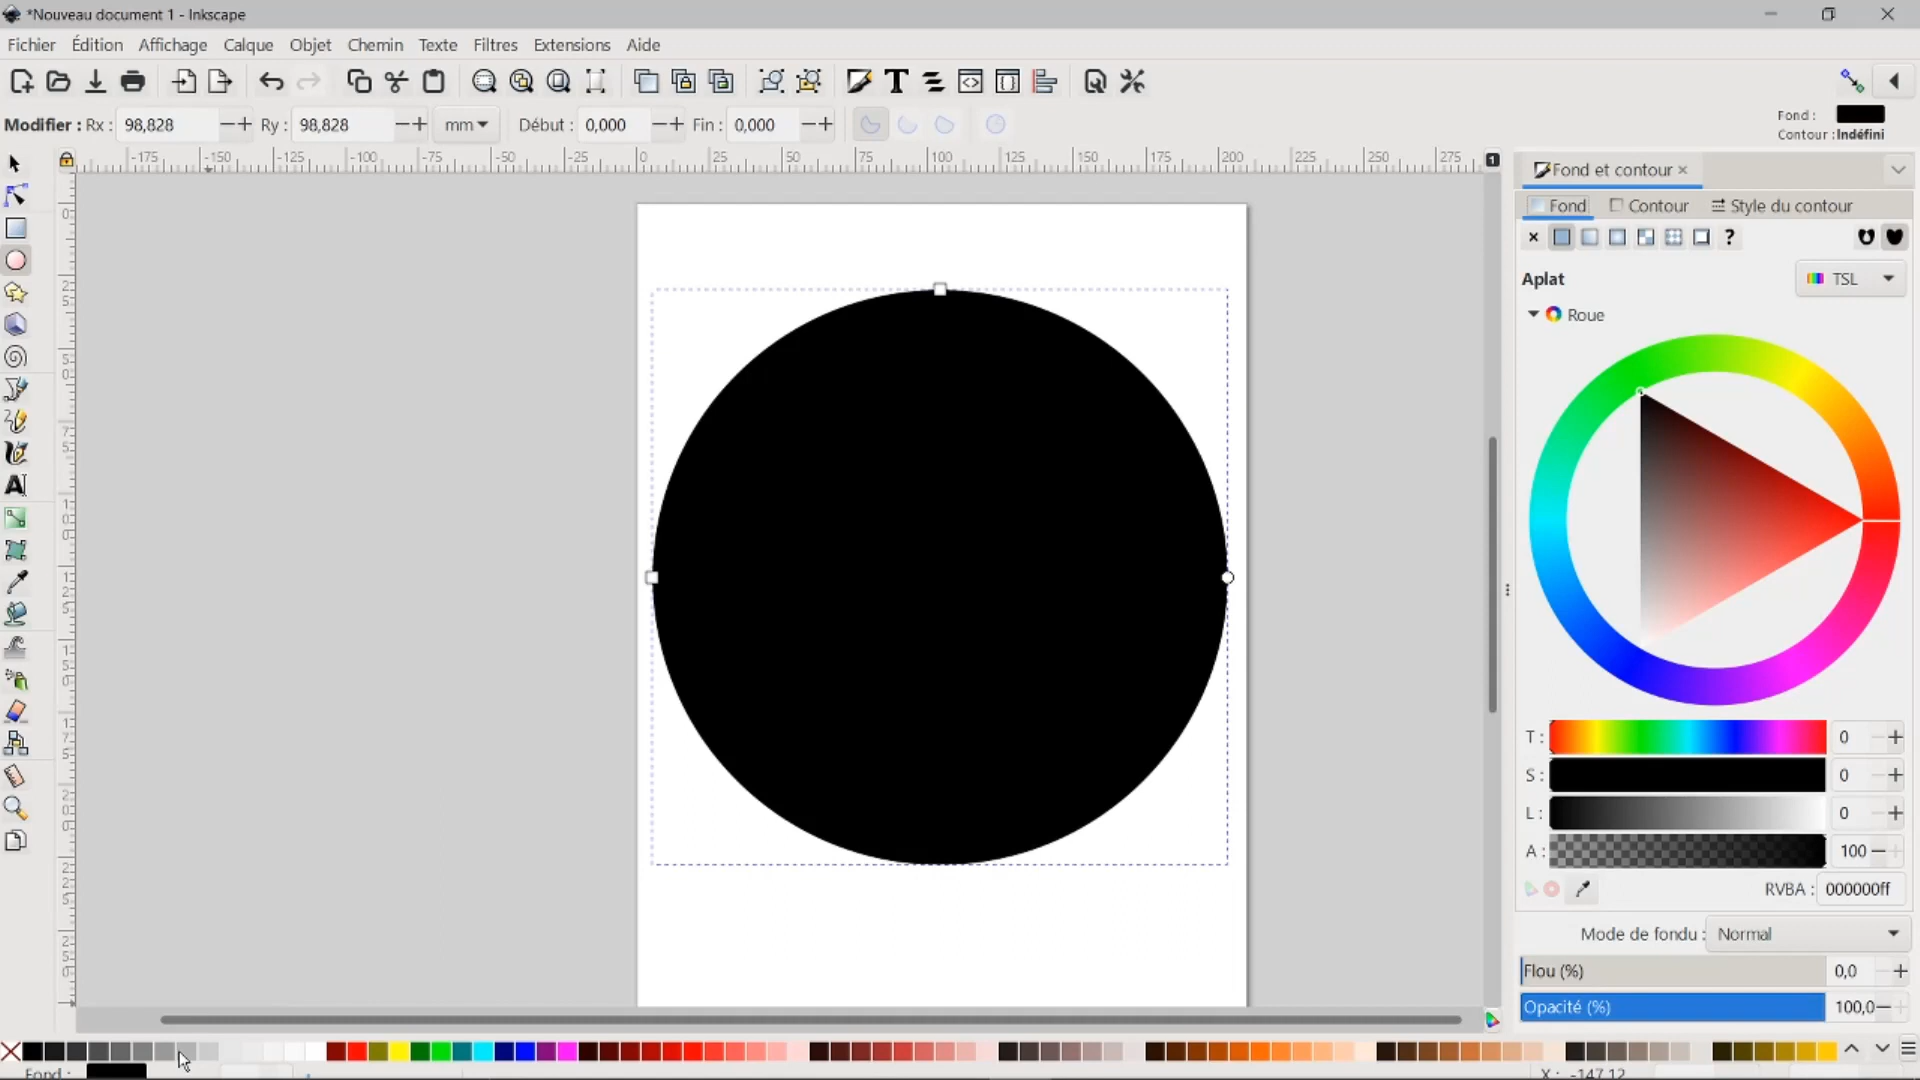 *Nouveau document 1 - Inkscape
Fichier Édition Affichage Calque Objet Chemin Texte Filtres Extensions Aide
Modifier : Rx : 98,828 Ry : 98,828 mm Début : 0,000 Fin : 0,000
Fond :
Contour : Indéfini
-175 -150 -125 -100 -75 -50 -25 0 25 50 75 100 125 150 175 200 225 250 275 1
Fond et contour
Fond Contour Style du contour
Aplat TSL
Roue
T : 0
S : 0
L : 0
A : 100
RVBA : 000000ff
Mode de fondu : Normal
Flou (%) 0,0
Opacité (%) 100,0
Fond :
X : -147,12